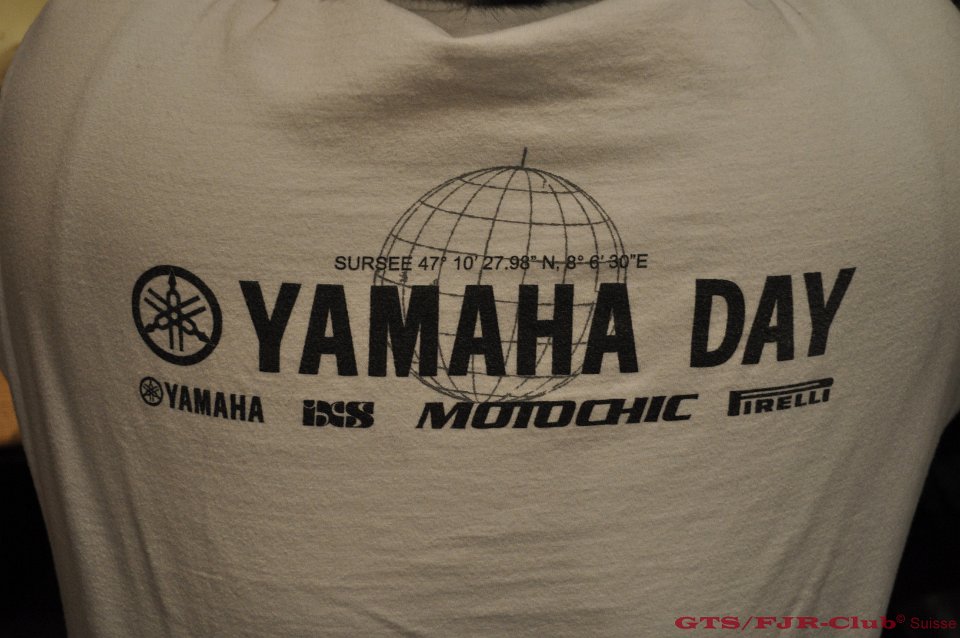 SURSEE 47° 10' 27.98" N, 8° 6' 30"E
YAMAHA DAY
YAMAHA iXS MOTOCHIC PIRELLI
GTS/FJR-Club© Suisse